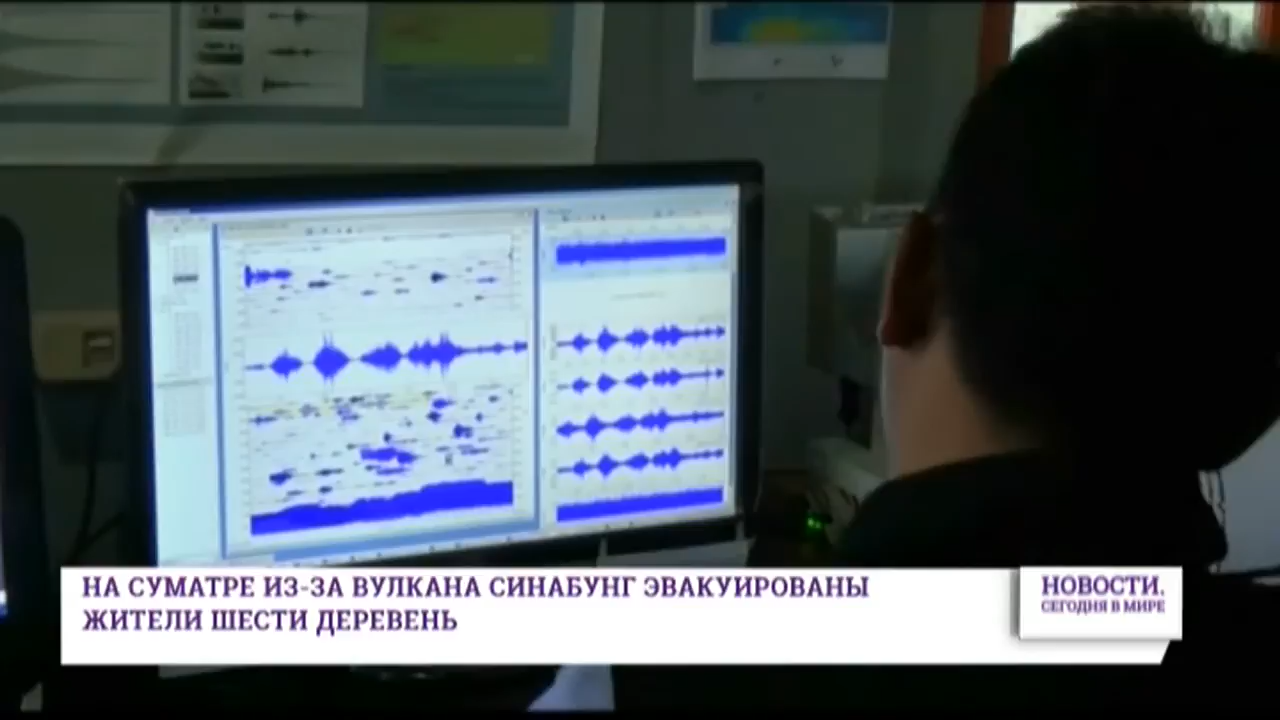 НА СУМАТРЕ ИЗ-ЗА ВУЛКАНА СИНАБУНГ ЭВАКУИРОВАНЫ
ЖИТЕЛИ ШЕСТИ ДЕРЕВЕНЬ
НОВОСТИ.
СЕГОДНЯ В МИРЕ